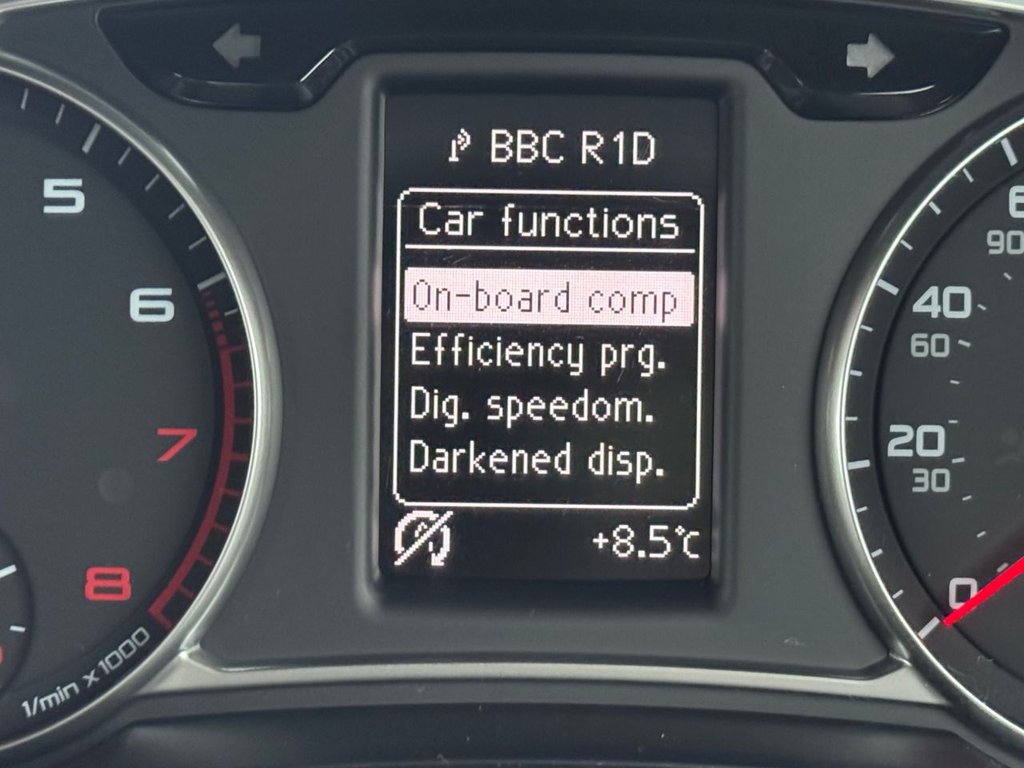 BBC R1D
Car functions
On-board comp
Efficiency prg.
Dig. speedom.
Darkened disp.
+8.5°C
5
6
7
8
1/min x 1000
90
40
60
20
30
0